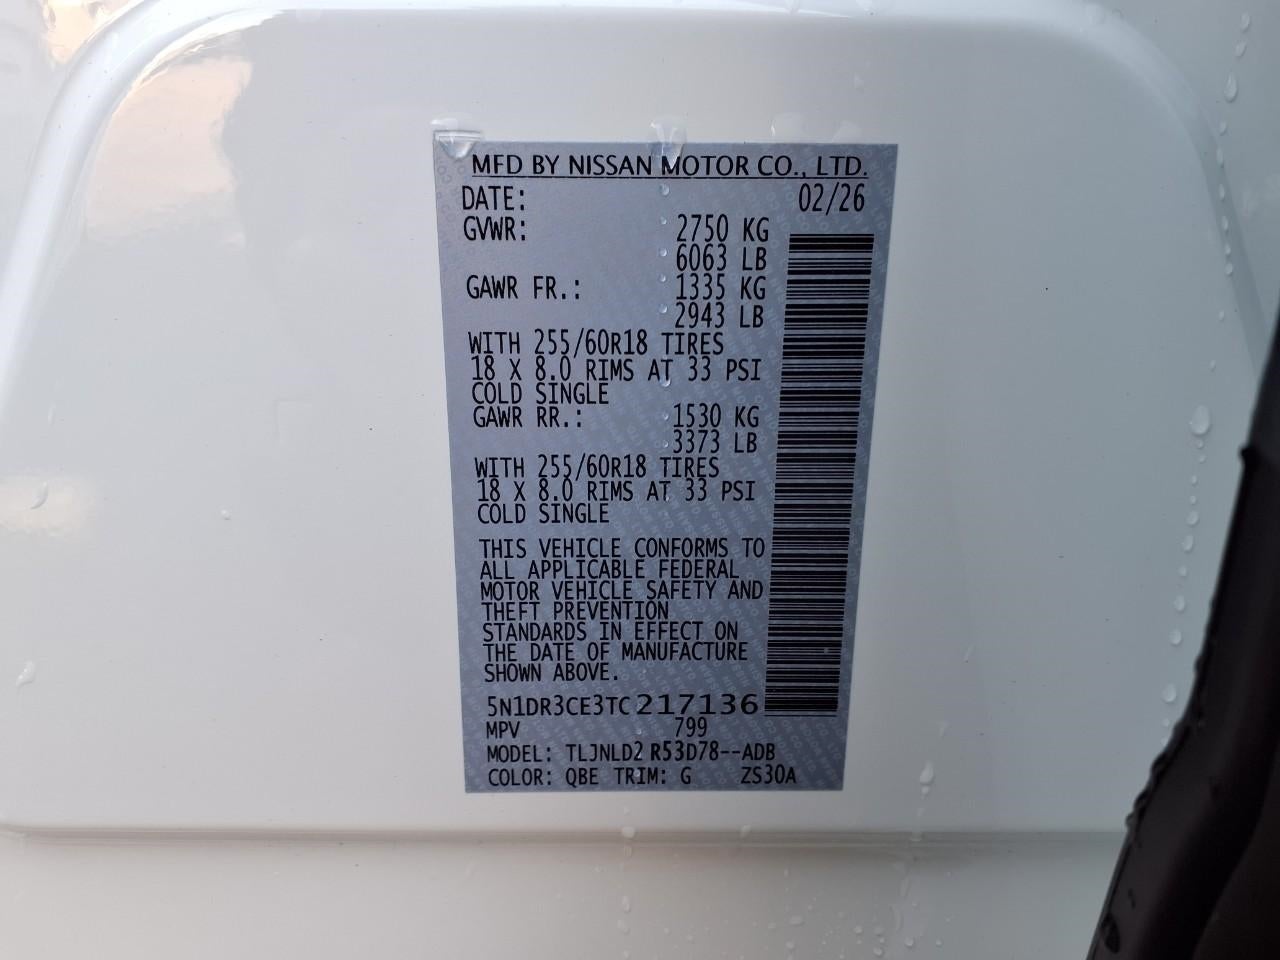 MFD BY NISSAN MOTOR CO., LTD.
DATE: 02/26
GVWR: 2750 KG
6063 LB
GAWR FR.: 1335 KG
2943 LB
WITH 255/60R18 TIRES
18 X 8.0 RIMS AT 33 PSI
COLD SINGLE
GAWR RR.: 1530 KG
3373 LB
WITH 255/60R18 TIRES
18 X 8.0 RIMS AT 33 PSI
COLD SINGLE
THIS VEHICLE CONFORMS TO
ALL APPLICABLE FEDERAL
MOTOR VEHICLE SAFETY AND
THEFT PREVENTION
STANDARDS IN EFFECT ON
THE DATE OF MANUFACTURE
SHOWN ABOVE.
5N1DR3CE3TC217136
MPV 799
MODEL: TLJNLD2 R53D78--ADB
COLOR: QBE TRIM: G ZS30A